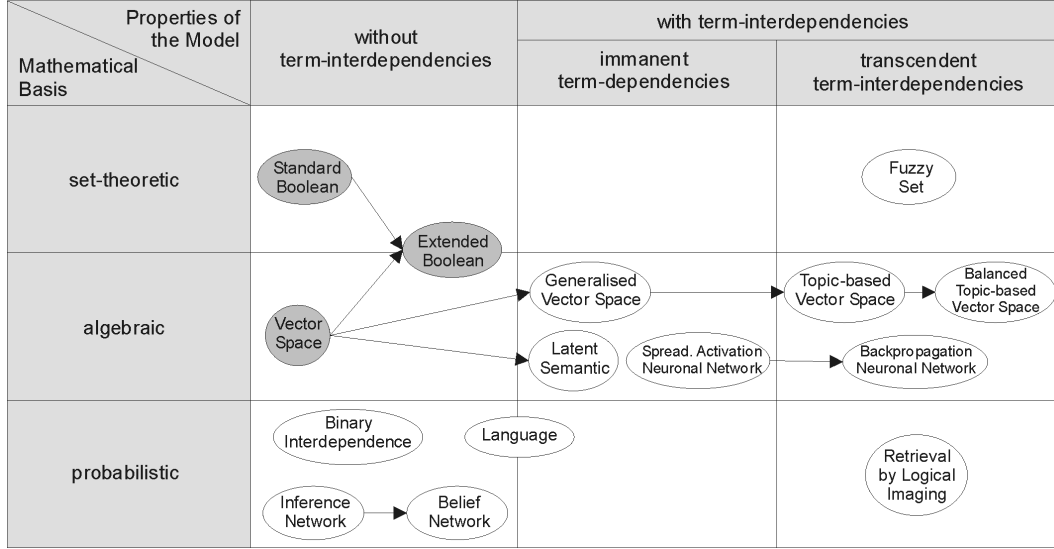 Properties of
the Model
Mathematical
Basis
without
term-interdependencies
with term-interdependencies
immanent
term-dependencies
transcendent
term-interdependencies
set-theoretic
Standard
Boolean
Fuzzy
Set
Extended
Boolean
algebraic
Vector
Space
Generalised
Vector Space
Topic-based
Vector Space
Balanced
Topic-based
Vector Space
Latent
Semantic
Spread. Activation
Neuronal Network
Backpropagation
Neuronal Network
probabilistic
Binary
Interdependence
Language
Retrieval
by Logical
Imaging
Inference
Network
Belief
Network